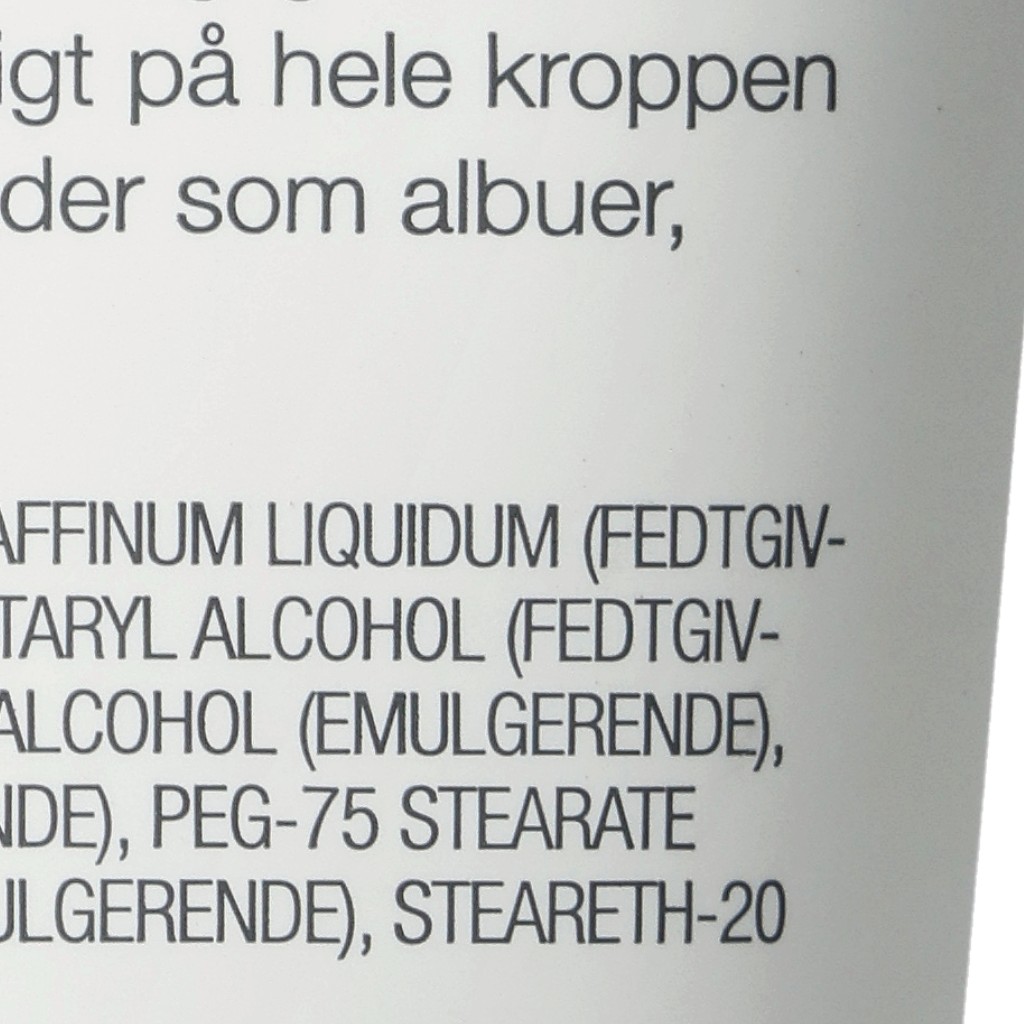 igt på hele kroppen
der som albuer,
AFFINUM LIQUIDUM (FEDTGIV-
TARYL ALCOHOL (FEDTGIV-
ALCOHOL (EMULGERENDE),
NDE), PEG-75 STEARATE
ULGERENDE), STEARETH-20